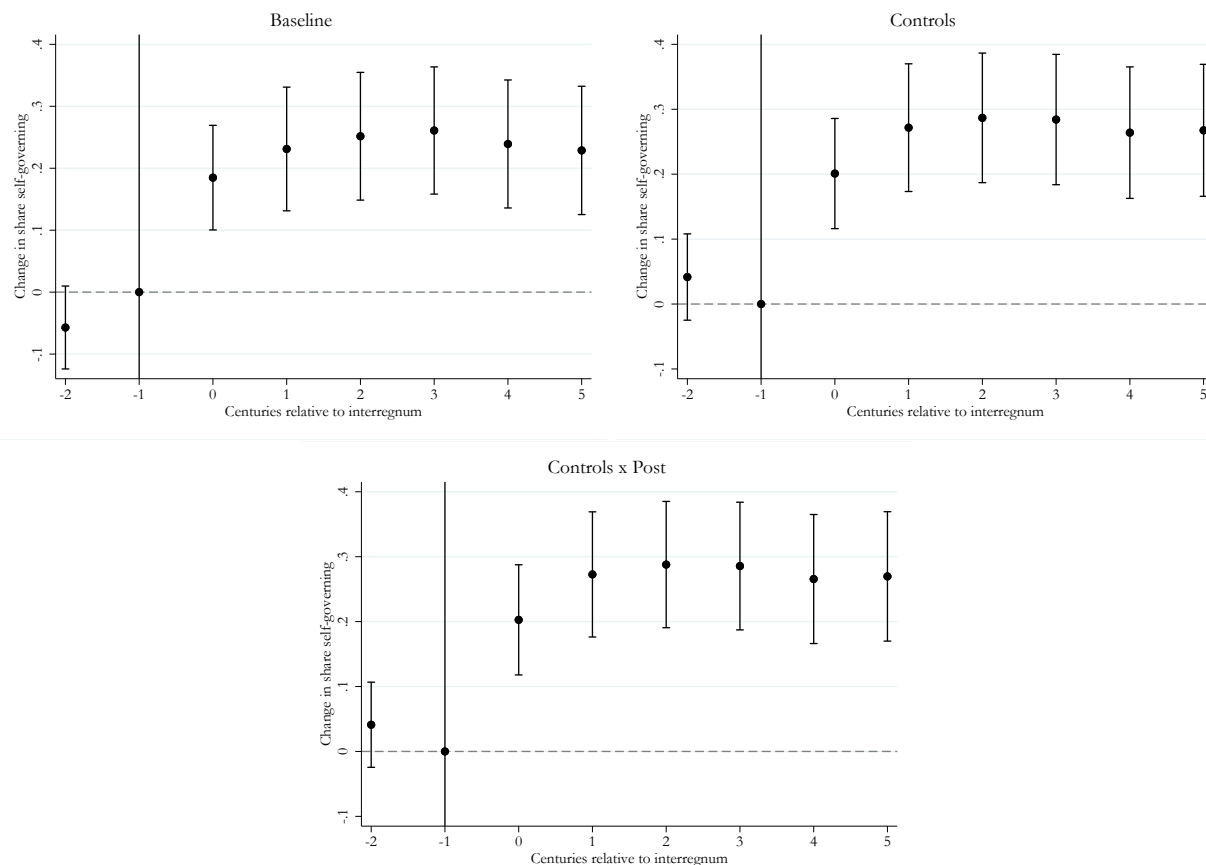 Baseline
Change in share self-governing
.4
.3
.2
.1
0
-.1
-2 -1 0 1 2 3 4 5
Centuries relative to interregnum
Controls
Change in share self-governing
.4
.3
.2
.1
0
-.1
-2 -1 0 1 2 3 4 5
Centuries relative to interregnum
Controls x Post
Change in share self-governing
.4
.3
.2
.1
0
-.1
-2 -1 0 1 2 3 4 5
Centuries relative to interregnum